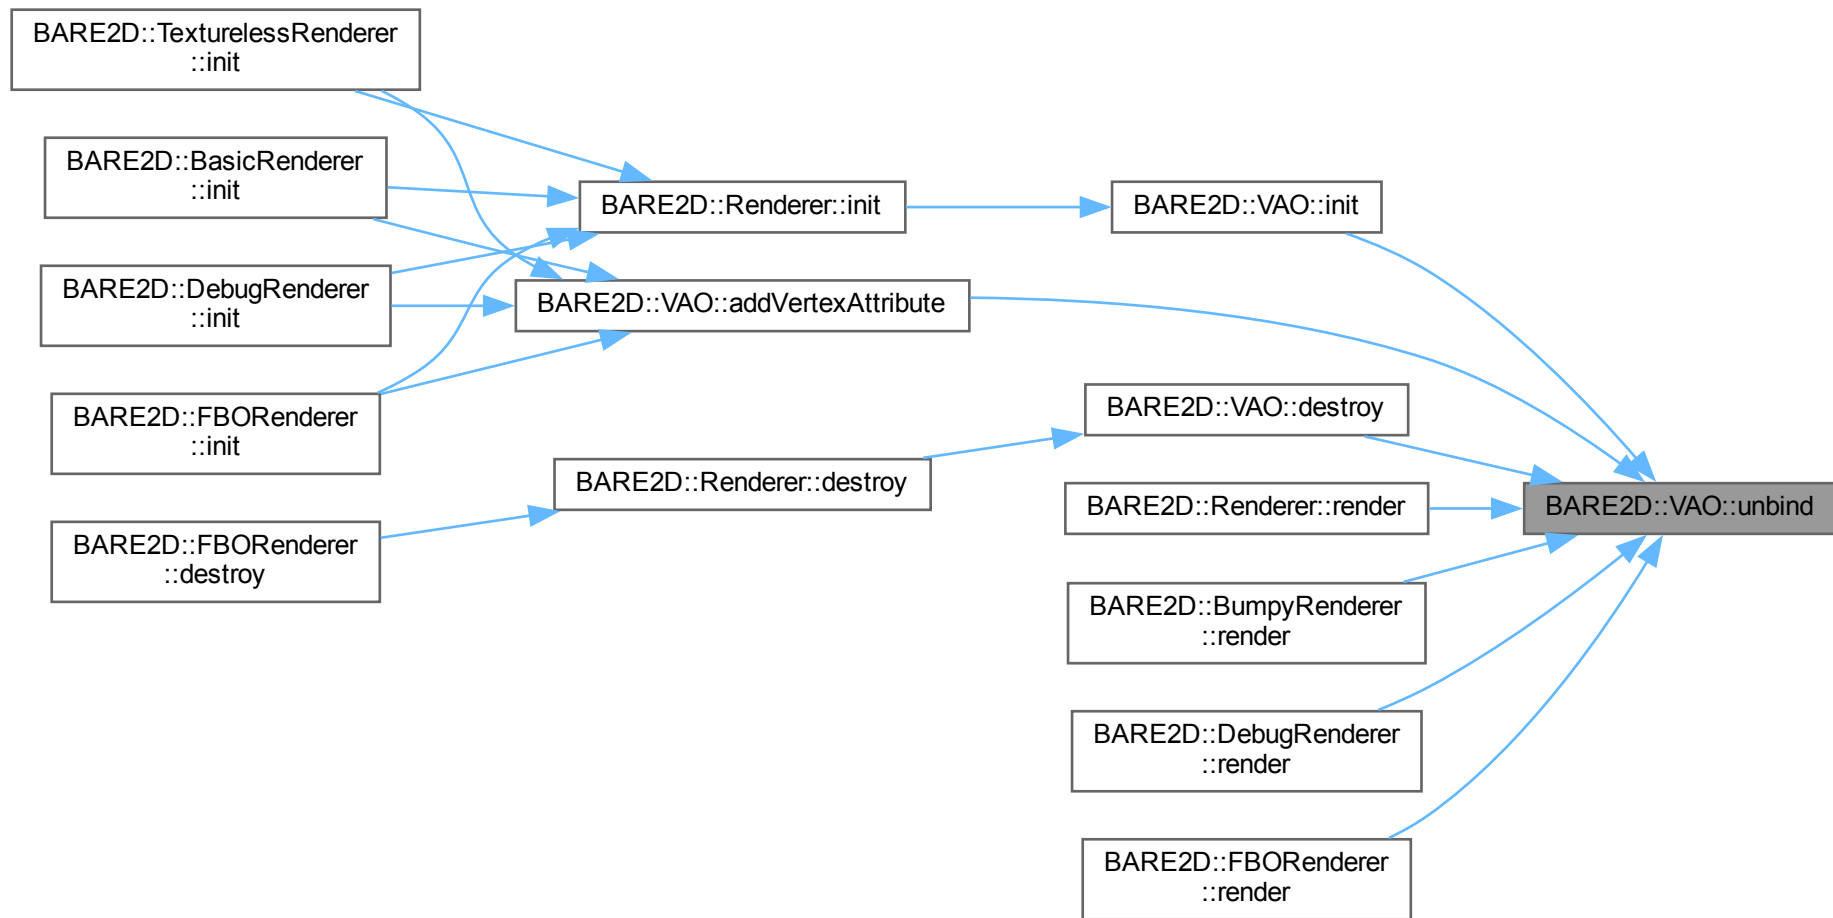 BARE2D::TexturelessRenderer
::init
BARE2D::BasicRenderer
::init
BARE2D::DebugRenderer
::init
BARE2D::FBORenderer
::init
BARE2D::FBORenderer
::destroy
BARE2D::Renderer::init
BARE2D::VAO::addVertexAttribute
BARE2D::Renderer::destroy
BARE2D::VAO::init
BARE2D::VAO::destroy
BARE2D::Renderer::render
BARE2D::BumpyRenderer
::render
BARE2D::DebugRenderer
::render
BARE2D::FBORenderer
::render
BARE2D::VAO::unbind